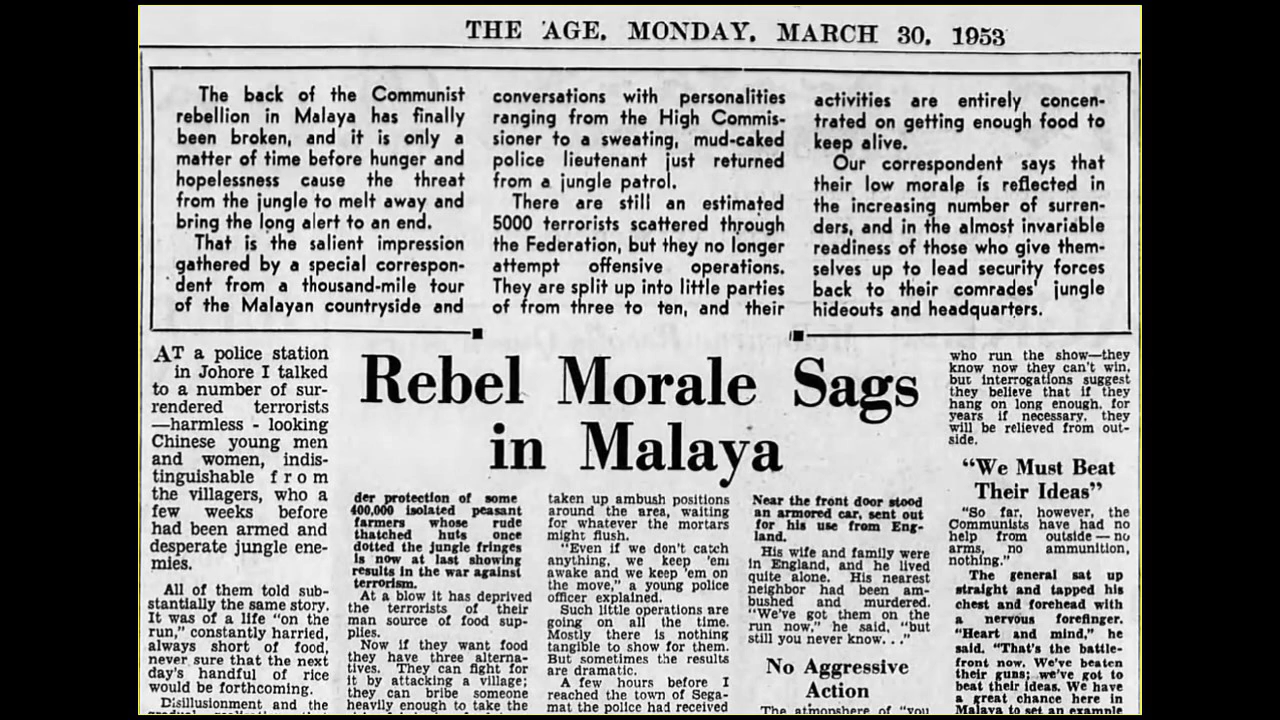 THE AGE, MONDAY, MARCH 30, 1953
The back of the Communist
rebellion in Malaya has finally
been broken, and it is only a
matter of time before hunger and
hopelessness cause the threat
from the jungle to melt away and
bring the long alert to an end.
That is the salient impression
gathered by a special correspon-
dent from a thousand-mile tour
of the Malayan countryside and
conversations with personalities
ranging from the High Commis-
sioner to a sweating, mud-caked
police lieutenant just returned
from a jungle patrol.
There are still an estimated
5000 terrorists scattered through
the Federation, but they no longer
attempt offensive operations.
They are split up into little parties
of from three to ten, and their
activities are entirely concen-
trated on getting enough food to
keep alive.
Our correspondent says that
their low morale is reflected in
the increasing number of surren-
ders, and in the almost invariable
readiness of those who give them-
selves up to lead security forces
back to their comrades' jungle
hideouts and headquarters.
Rebel Morale Sags
in Malaya
AT a police station
in Johore I talked
to a number of sur-
rendered terrorists
—harmless - looking
Chinese young men
and women, indis-
tinguishable from
the villagers, who a
few weeks before
had been armed and
desperate jungle ene-
mies.
All of them told sub-
stantially the same story.
It was of a life "on the
run," constantly harried,
always short of food,
never sure that the next
day's handful of rice
would be forthcoming.
Disillusionment and the
der protection of some
400,000 isolated peasant
farmers whose rude
thatched huts once
dotted the jungle fringes
is now at last showing
results in the war against
terrorism.
At a blow it has deprived
the terrorists of their
man source of food sup-
plies.
Now if they want food
they have three alterna-
tives. They can fight for
it by attacking a village;
they can bribe someone
heavily enough to take the
taken up ambush positions
around the area, waiting
for whatever the mortars
might flush.
"Even if we don't catch
anything, we keep 'em
awake and we keep 'em on
the move," a young police
officer explained.
Such little operations are
going on all the time.
Mostly there is nothing
tangible to show for them.
But sometimes the results
are dramatic.
A few hours before I
reached the town of Sega-
mat the police had received
Near the front door stood
an armored car, sent out
for his use from Eng-
land.
His wife and family were
in England, and he lived
quite alone. His nearest
neighbor had been am-
bushed and murdered.
"We've got them on the
run now," he said, "but
still you never know. . ."
No Aggressive
Action
The atmosphere of "you
who run the show—they
know now they can't win,
but interrogations suggest
they believe that if they
hang on long enough, for
years if necessary, they
will be relieved from out-
side.
"We Must Beat
Their Ideas"
"So far, however, the
Communists have had no
help from outside — no
arms, no ammunition,
nothing."
The general sat up
straight and tapped his
chest and forehead with
a nervous forefinger.
"Heart and mind," he
said. "That's the battle-
front now. We've beaten
their guns; we've got to
beat their ideas. We have
a great chance here in
Malaya to set an example